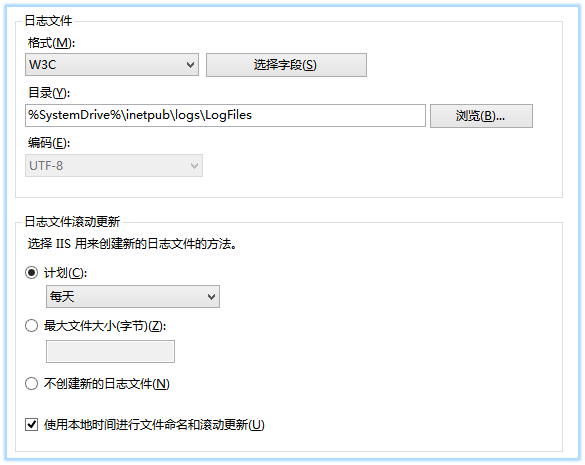 日志文件
格式(M):
W3C
选择字段(S)
目录(Y):
%SystemDrive%\inetpub\logs\LogFiles
浏览(B)...
编码(E):
UTF-8
日志文件滚动更新
选择 IIS 用来创建新的日志文件的方法。
计划(C):
每天
最大文件大小(字节)(Z):
不创建新的日志文件(N)
使用本地时间进行文件命名和滚动更新(U)